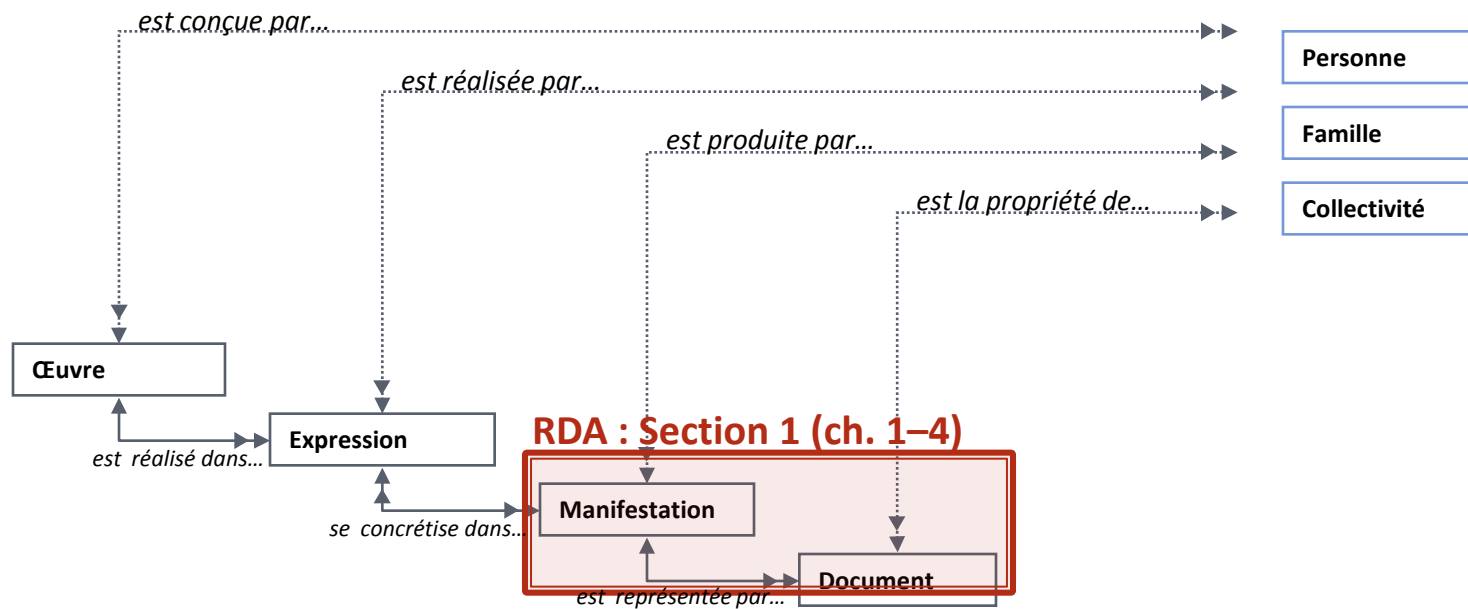 est conçue par…
Personne
est réalisée par…
Famille
est produite par…
est la propriété de…
Collectivité
Œuvre
Expression
RDA : Section 1 (ch. 1–4)
est réalisé dans…
Manifestation
se concrétise dans…
Document
est représentée par…